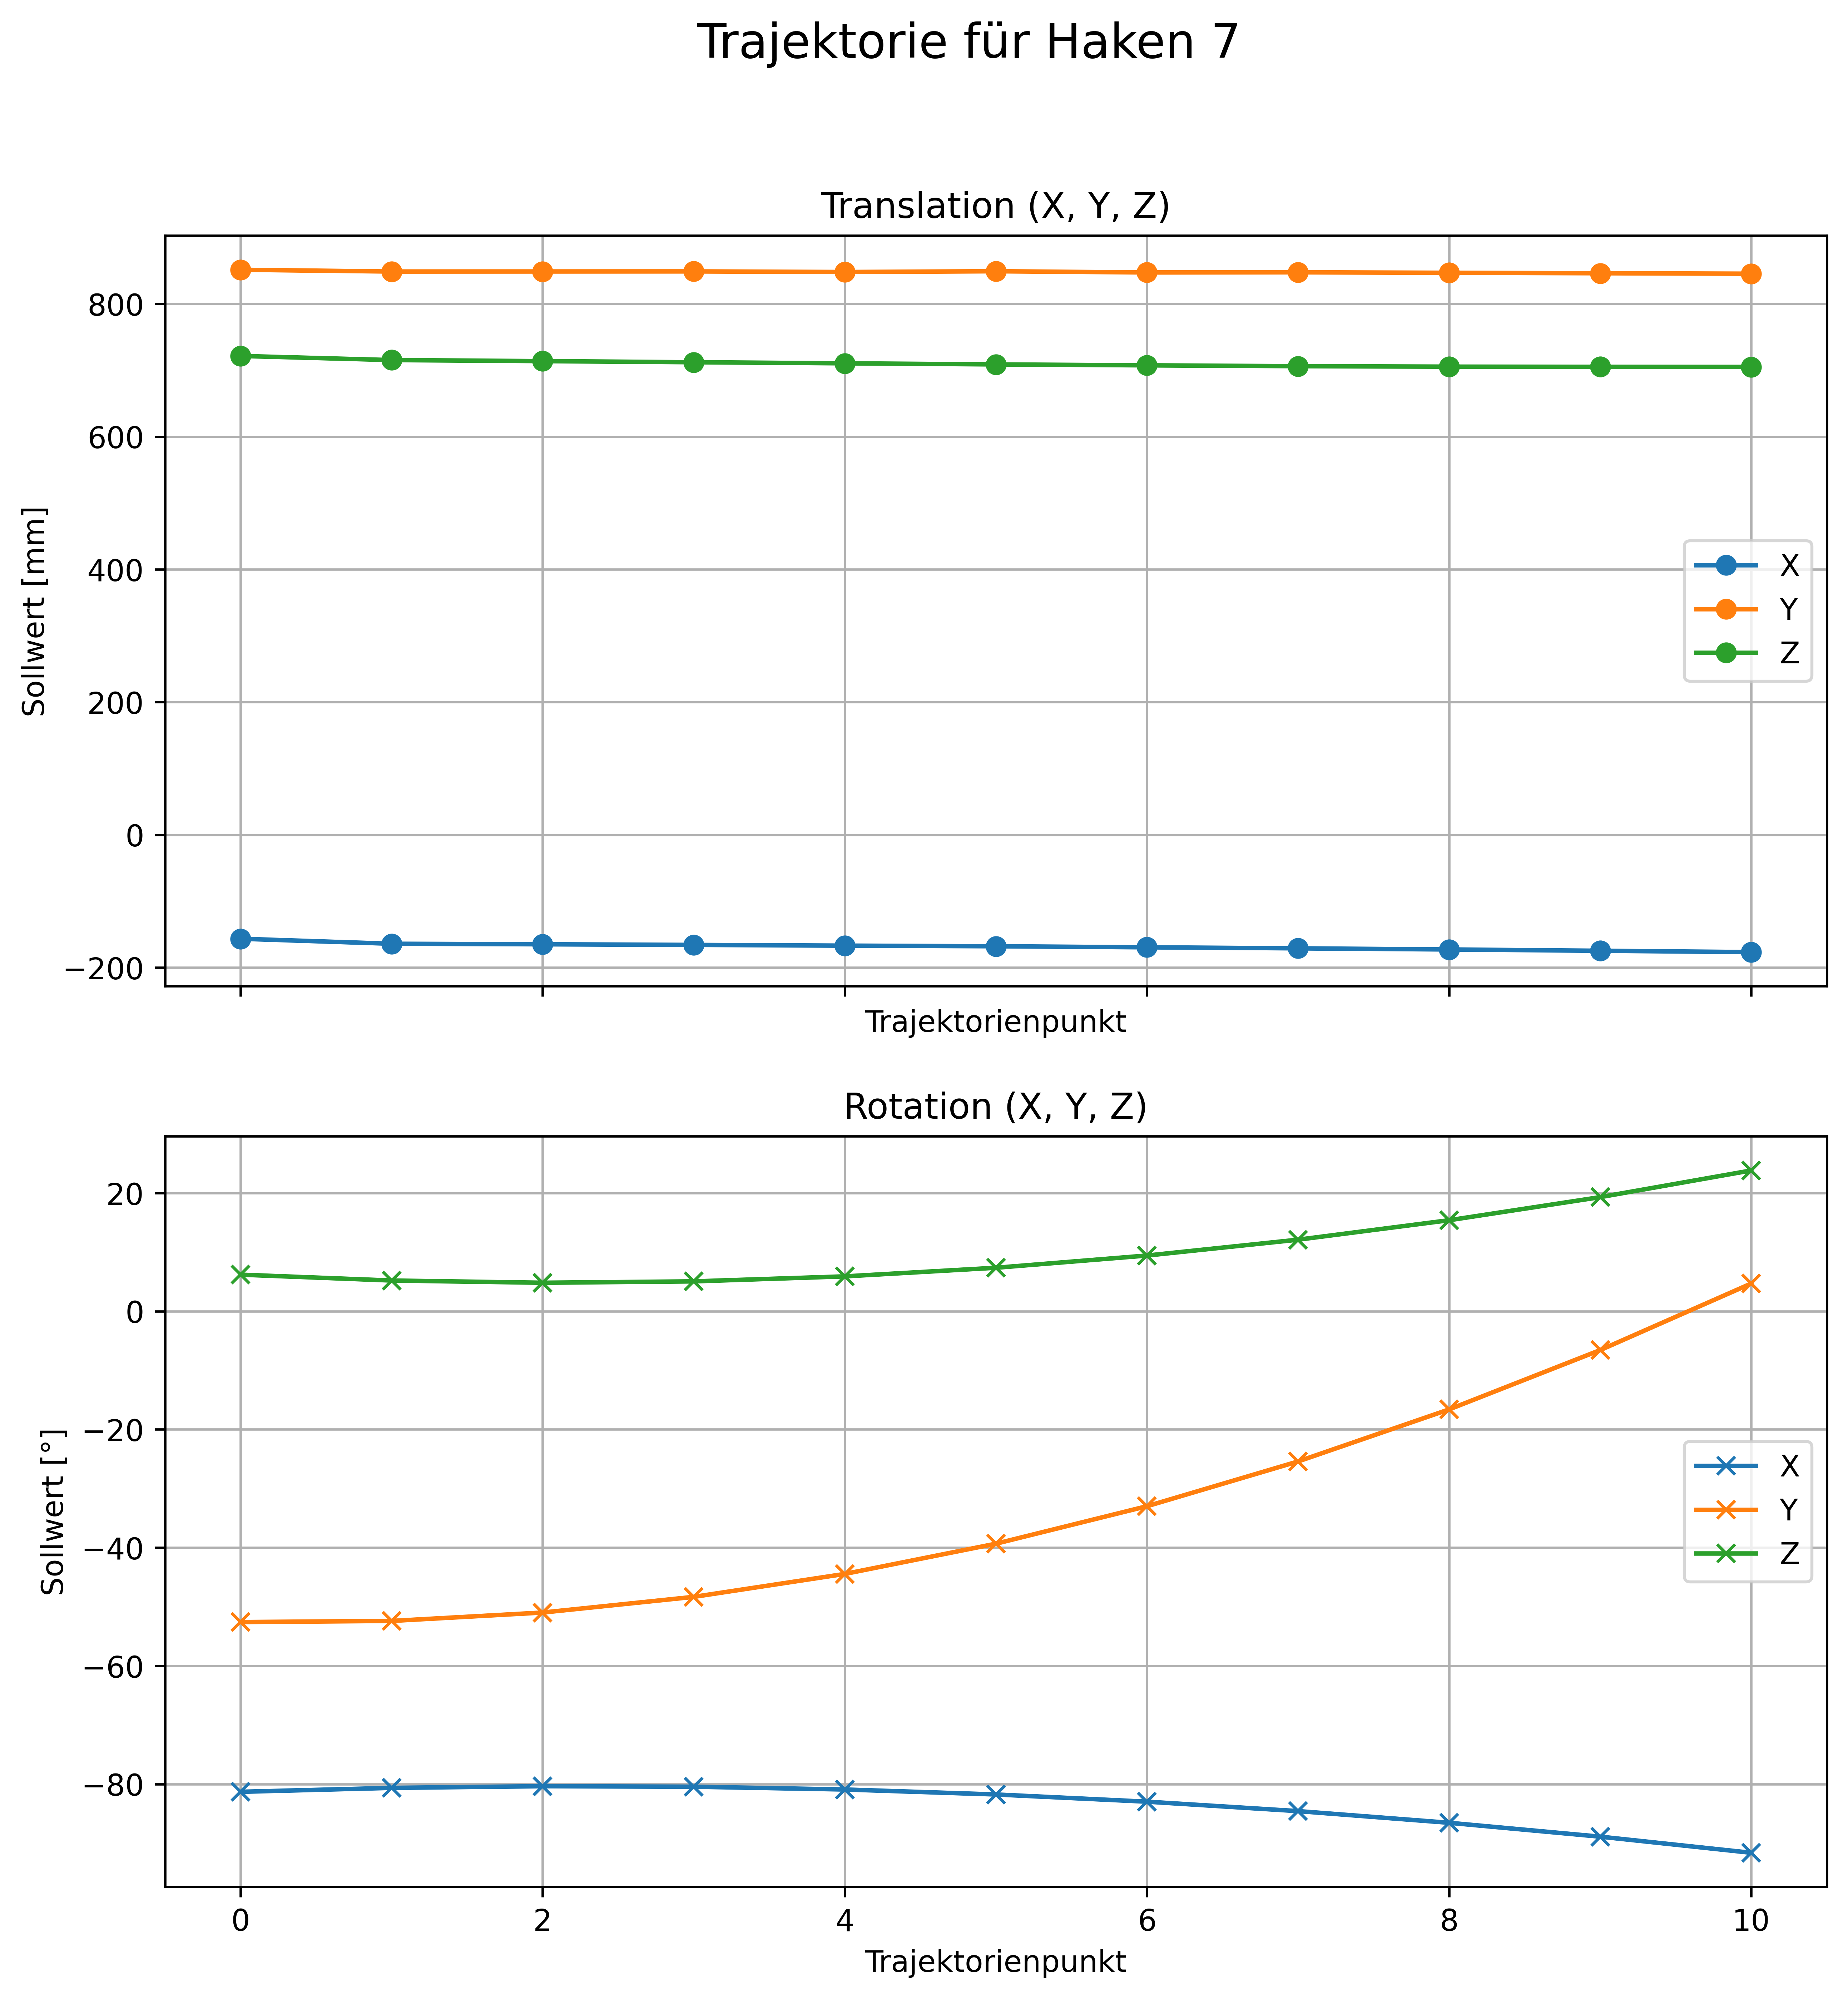 Trajektorie für Haken 7
Translation (X, Y, Z)
Sollwert [mm]
800
600
400
200
0
−200
X
Y
Z
Trajektorienpunkt
Rotation (X, Y, Z)
Sollwert [°]
20
0
−20
−40
−60
−80
X
Y
Z
0 2 4 6 8 10
Trajektorienpunkt